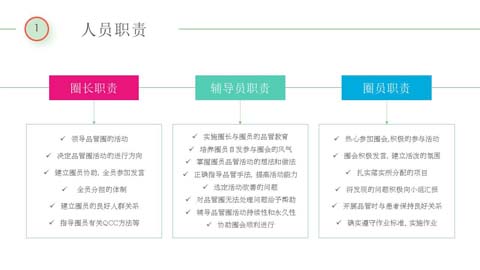 1
人员职责
圈长职责
✓ 领导品管圈的活动
✓ 决定品管圈活动的进行方向
✓ 建立圈员协助,全员参加发言
✓ 全员分担的体制
✓ 建立圈员的良好人群关系
✓ 指导圈员有关QCC方法等
辅导员职责
✓ 实施圈长与圈员的品管教育
✓ 培养圈员自发参与圈会的风气
✓ 掌握圈员品管活动的想法和做法
✓ 正确指导品管手法,提高活动能力
✓ 选定活动改善的问题
✓ 对品管圈无法处理问题给予帮助
✓ 辅导品管圈活动持续性和永久性
✓ 协助圈会顺利进行
圈员职责
✓ 热心参加圈会,积极的参与活动
✓ 圈会积极发言,建立活泼的氛围
✓ 扎实落实所分配的项目
✓ 将发现的问题积极向小组汇报
✓ 开展品管时与患者保持良好关系
✓ 确实遵守作业标准,实施作业